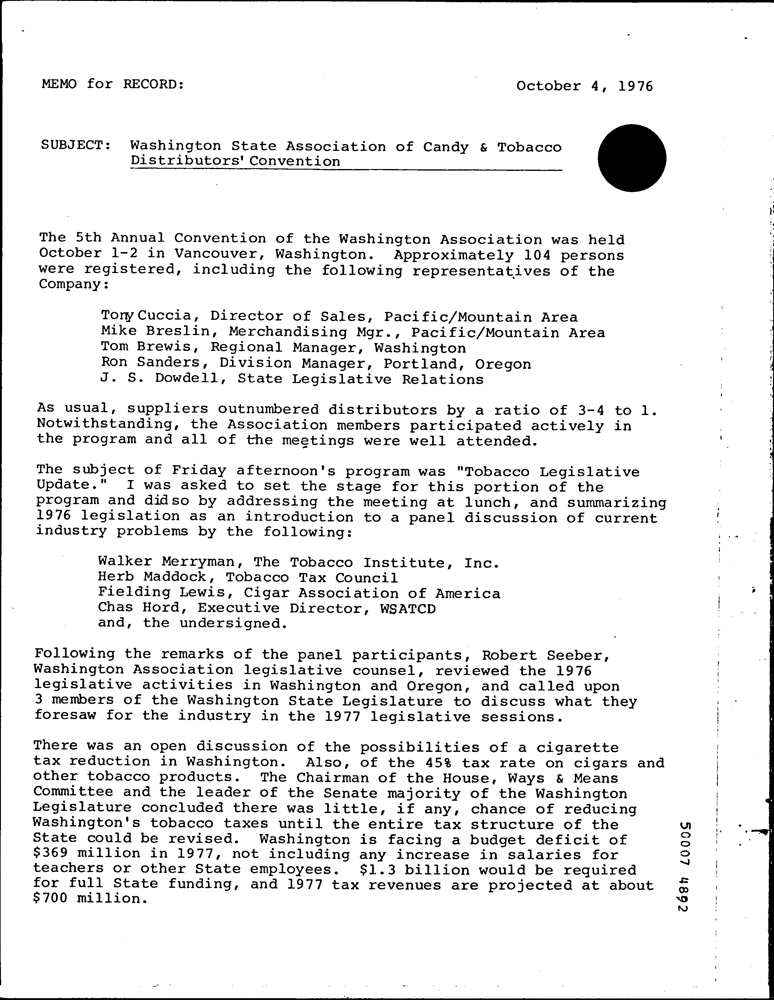 MEMO for RECORD: October 4, 1976
SUBJECT: Washington State Association of Candy & Tobacco
Distributors' Convention
The 5th Annual Convention of the Washington Association was held
October 1-2 in Vancouver, Washington. Approximately 104 persons
were registered, including the following representatives of the
Company:
Tony Cuccia, Director of Sales, Pacific/Mountain Area
Mike Breslin, Merchandising Mgr., Pacific/Mountain Area
Tom Brewis, Regional Manager, Washington
Ron Sanders, Division Manager, Portland, Oregon
J. S. Dowdell, State Legislative Relations
As usual, suppliers outnumbered distributors by a ratio of 3-4 to 1.
Notwithstanding, the Association members participated actively in
the program and all of the meetings were well attended.
The subject of Friday afternoon's program was "Tobacco Legislative
Update." I was asked to set the stage for this portion of the
program and did so by addressing the meeting at lunch, and summarizing
1976 legislation as an introduction to a panel discussion of current
industry problems by the following:
Walker Merryman, The Tobacco Institute, Inc.
Herb Maddock, Tobacco Tax Council
Fielding Lewis, Cigar Association of America
Chas Hord, Executive Director, WSATCD
and, the undersigned.
Following the remarks of the panel participants, Robert Seeber,
Washington Association legislative counsel, reviewed the 1976
legislative activities in Washington and Oregon, and called upon
3 members of the Washington State Legislature to discuss what they
foresaw for the industry in the 1977 legislative sessions.
There was an open discussion of the possibilities of a cigarette
tax reduction in Washington. Also, of the 45% tax rate on cigars and
other tobacco products. The Chairman of the House, Ways & Means
Committee and the leader of the Senate majority of the Washington
Legislature concluded there was little, if any, chance of reducing
Washington's tobacco taxes until the entire tax structure of the
State could be revised. Washington is facing a budget deficit of
$369 million in 1977, not including any increase in salaries for
teachers or other State employees. $1.3 billion would be required
for full State funding, and 1977 tax revenues are projected at about
$700 million.
50007 4892